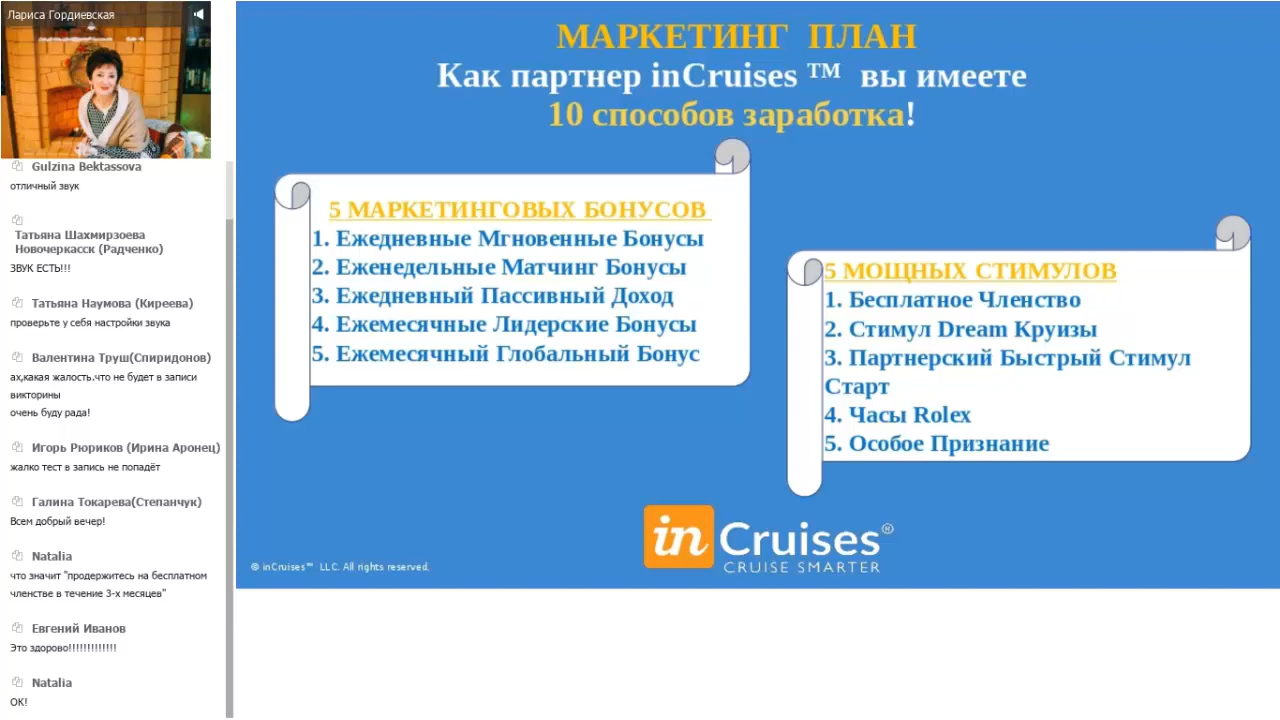 Лариса Гордиевская
Gulzina Bektassova
отличный звук
Татьяна Шахмирзоева
Новочеркасск (Радченко)
ЗВУК ЕСТЬ!!!
Татьяна Наумова (Киреева)
проверьте у себя настройки звука
Валентина Труш(Спиридонов)
ах,какая жалость.что не будет в записи
викторины
очень буду рада!
Игорь Рюриков (Ирина Аронец)
жалко тест в запись не попадёт
Галина Токарева(Степанчук)
Всем добрый вечер!
Natalia
что значит "продержитесь на бесплатном
членстве в течение 3-х месяцев"
Евгений Иванов
Это здорово!!!!!!!!!!!!!
Natalia
ОК!
МАРКЕТИНГ ПЛАН
Как партнер inCruises ™ вы имеете
10 способов заработка!
5 МАРКЕТИНГОВЫХ БОНУСОВ
1. Ежедневные Мгновенные Бонусы
2. Еженедельные Матчинг Бонусы
3. Ежедневный Пассивный Доход
4. Ежемесячные Лидерские Бонусы
5. Ежемесячный Глобальный Бонус
5 МОЩНЫХ СТИМУЛОВ
1. Бесплатное Членство
2. Стимул Dream Круизы
3. Партнерский Быстрый Стимул
Старт
4. Часы Rolex
5. Особое Признание
in Cruises®
CRUISE SMARTER
® inCruises™ LLC. All rights reserved.